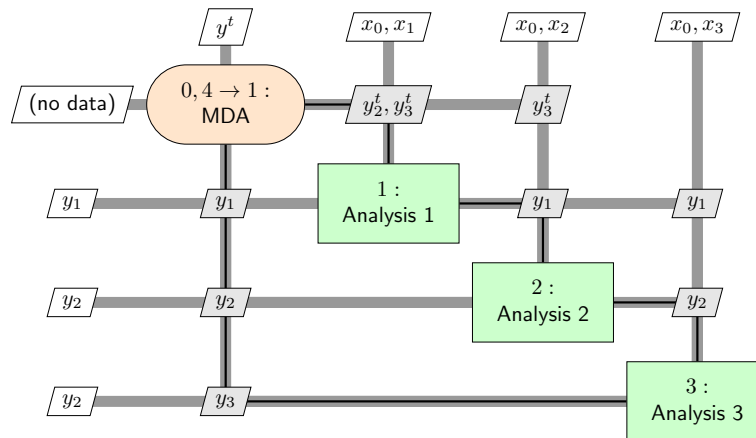 y^t
x_0, x_1
x_0, x_2
x_0, x_3
(no data)
0, 4 → 1 :
MDA
y_2^t, y_3^t
y_3^t
y_1
y_1
1 :
Analysis 1
y_1
y_1
y_2
y_2
2 :
Analysis 2
y_2
y_2
y_3
3 :
Analysis 3